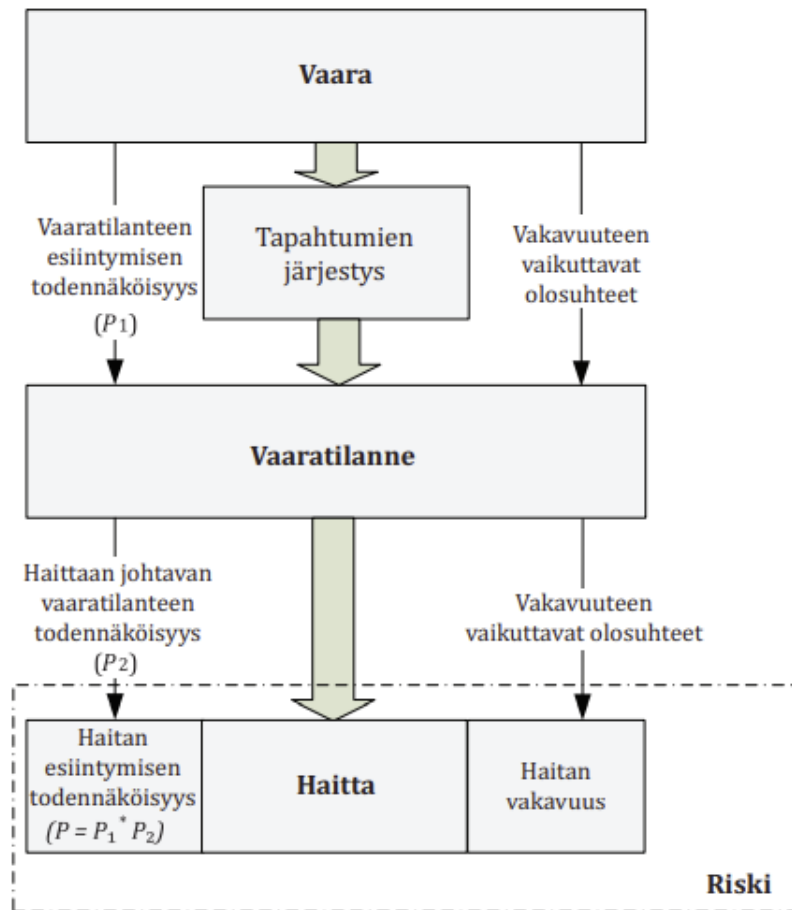 Vaara
Vaaratilanteen
esiintymisen
todennäköisyys
(P1)
Tapahtumien
järjestys
Vakavuuteen
vaikuttavat
olosuhteet
Vaaratilanne
Haittaan johtavan
vaaratilanteen
todennäköisyys
(P2)
Vakavuuteen
vaikuttavat olosuhteet
Haitan
esiintymisen
todennäköisyys
(P = P1 * P2)
Haitta
Haitan
vakavuus
Riski